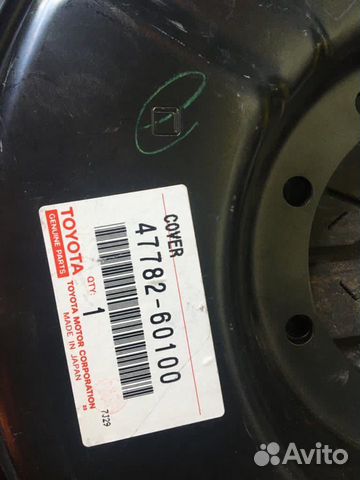 COVER
47782-60100
QTY:
1
TOYOTA
GENUINE PARTS
TOYOTA MOTOR CORPORATION
MADE IN JAPAN
7J29
Avito